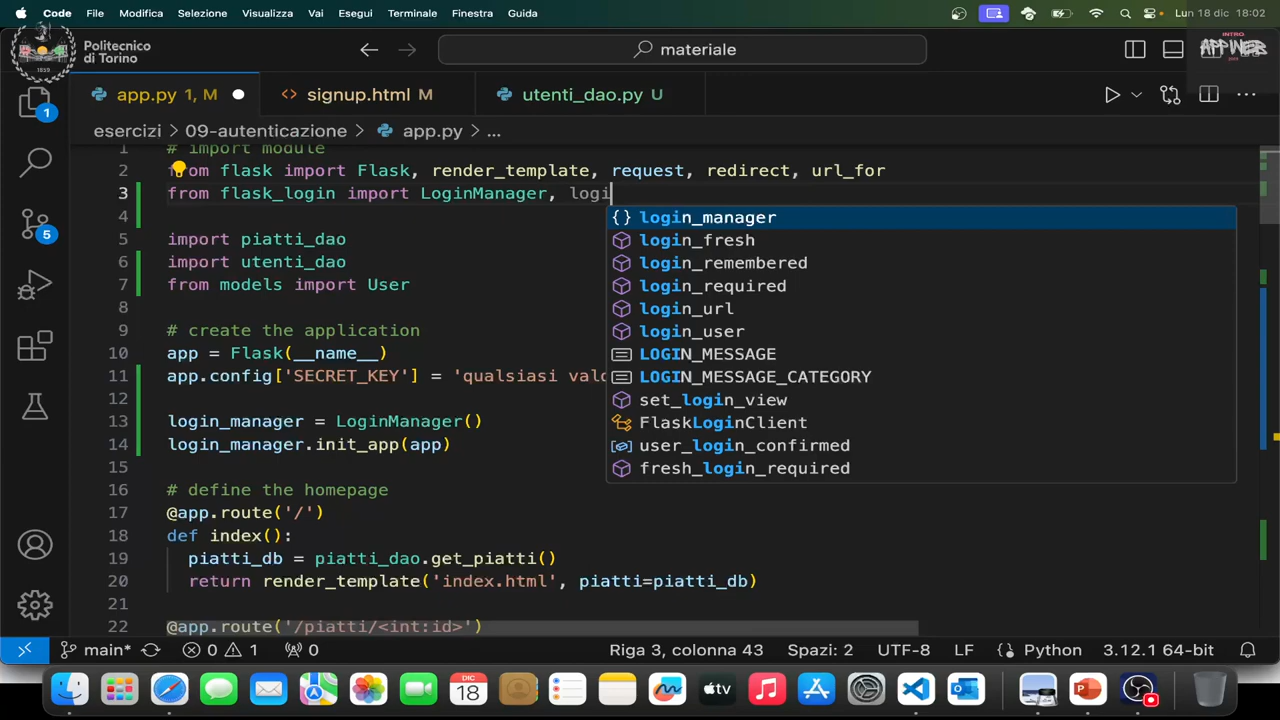 Code File Modifica Selezione Visualizza Vai Esegui Terminale Finestra Guida Lun 18 dic 18:02
Politecnico
di Torino
1859
materiale
INTRO
app.py 1, M
signup.html M
utenti_dao.py U
esercizi > 09-autenticazione > app.py > ...
1 # import module
2 from flask import Flask, render_template, request, redirect, url_for
3 from flask_login import LoginManager, logi
4
5 import piatti_dao
6 import utenti_dao
7 from models import User
8
9 # create the application
10 app = Flask(__name__)
11 app.config['SECRET_KEY'] = 'qualsiasi valo
12
13 login_manager = LoginManager()
14 login_manager.init_app(app)
15
16 # define the homepage
17 @app.route('/')
18 def index():
19 piatti_db = piatti_dao.get_piatti()
20 return render_template('index.html', piatti=piatti_db)
21
22 @app.route('/piatti/<int:id>')
login_manager
login_fresh
login_remembered
login_required
login_url
login_user
LOGIN_MESSAGE
LOGIN_MESSAGE_CATEGORY
set_login_view
FlaskLoginClient
user_login_confirmed
fresh_login_required
1
5
main* 0 1 0 Riga 3, colonna 43 Spazi: 2 UTF-8 LF Python 3.12.1 64-bit
DIC
18
tv